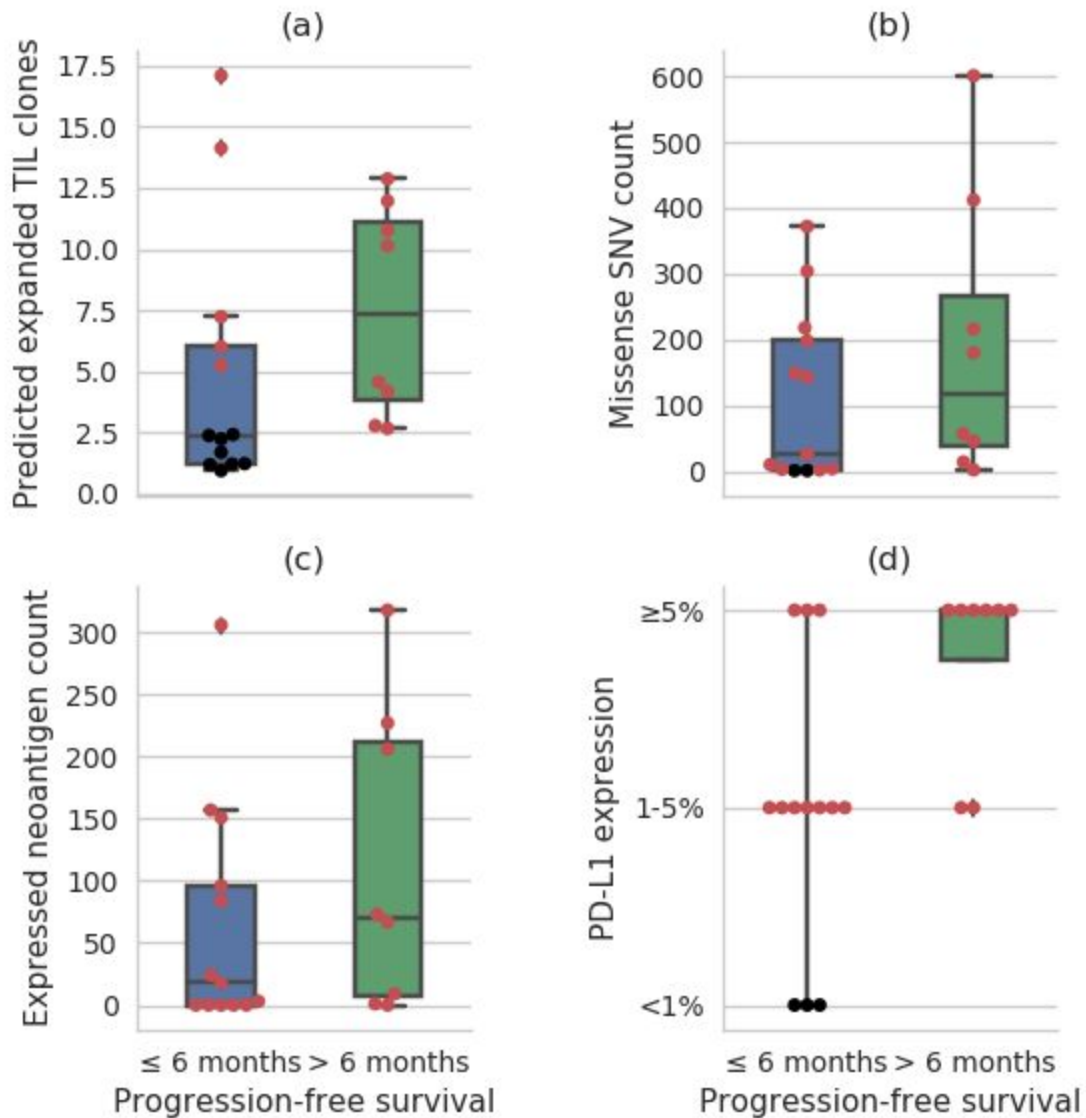 (a)
Predicted expanded TIL clones
17.5
15.0
12.5
10.0
7.5
5.0
2.5
0.0
(b)
Missense SNV count
600
500
400
300
200
100
0
(c)
Expressed neoantigen count
300
250
200
150
100
50
0
≤ 6 months > 6 months
Progression-free survival
(d)
PD-L1 expression
≥5%
1-5%
<1%
≤ 6 months > 6 months
Progression-free survival